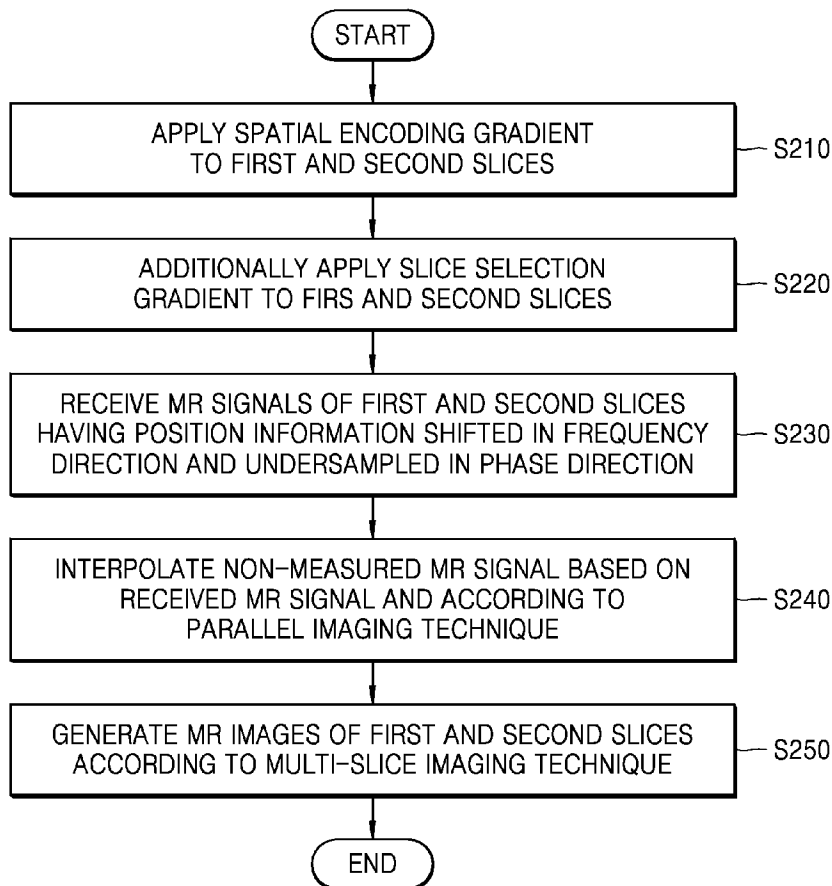 START
APPLY SPATIAL ENCODING GRADIENT
TO FIRST AND SECOND SLICES
S210
ADDITIONALLY APPLY SLICE SELECTION
GRADIENT TO FIRS AND SECOND SLICES
S220
RECEIVE MR SIGNALS OF FIRST AND SECOND SLICES
HAVING POSITION INFORMATION SHIFTED IN FREQUENCY
DIRECTION AND UNDERSAMPLED IN PHASE DIRECTION
S230
INTERPOLATE NON-MEASURED MR SIGNAL BASED ON
RECEIVED MR SIGNAL AND ACCORDING TO
PARALLEL IMAGING TECHNIQUE
S240
GENERATE MR IMAGES OF FIRST AND SECOND SLICES
ACCORDING TO MULTI-SLICE IMAGING TECHNIQUE
S250
END